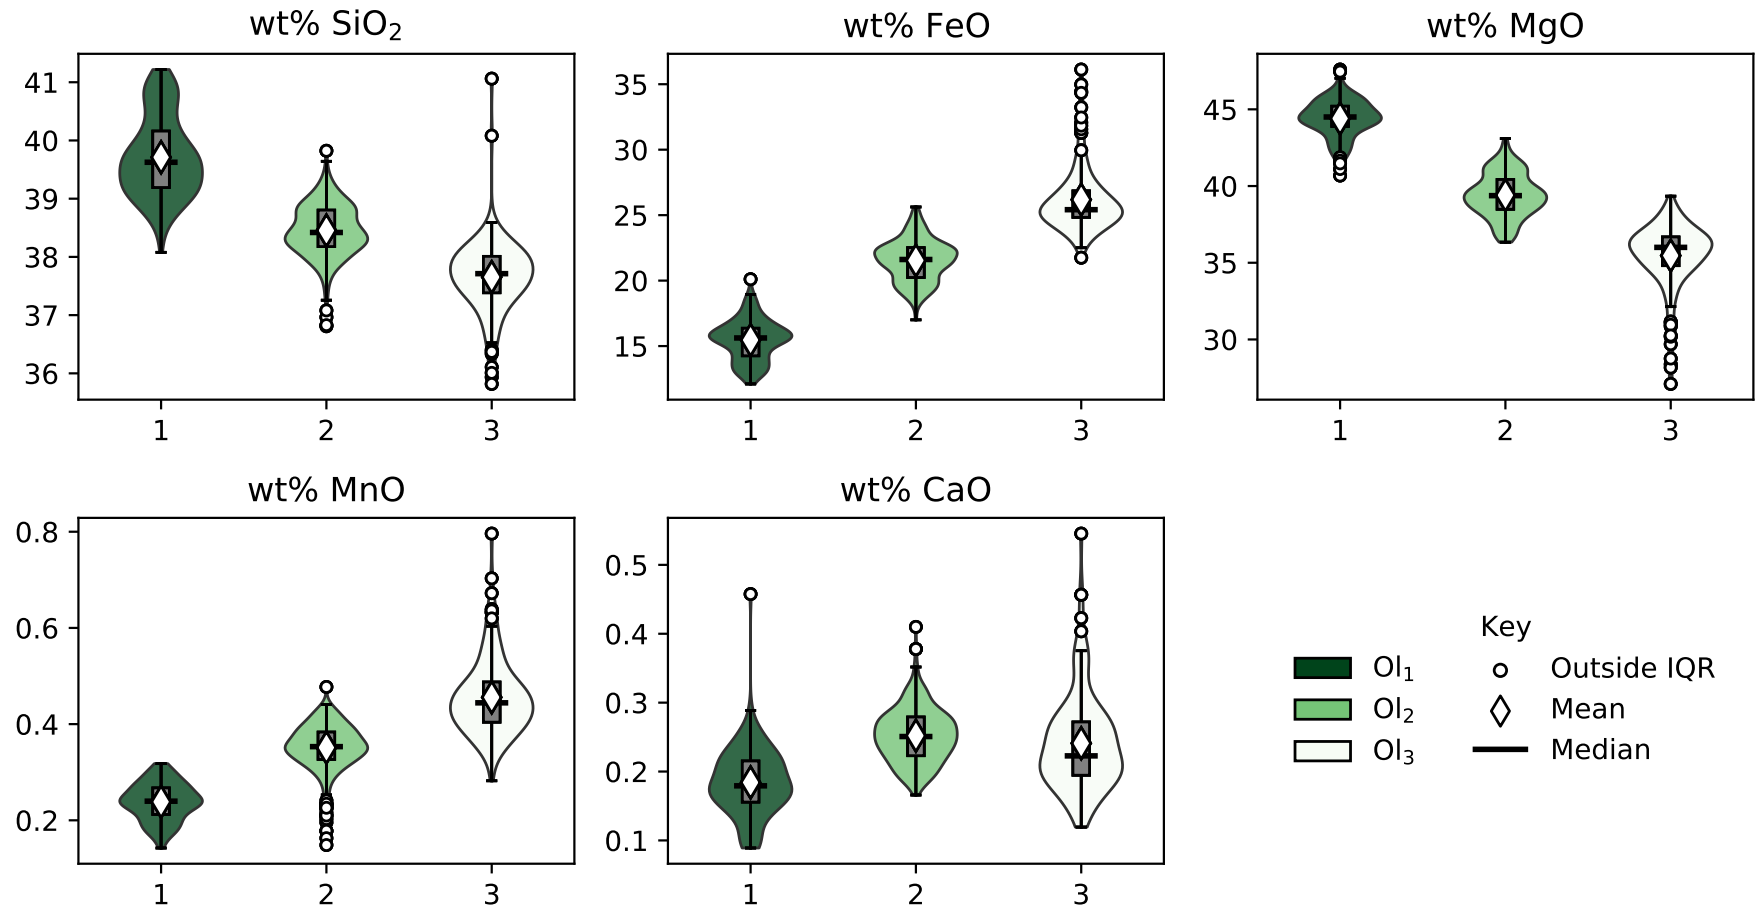 wt% SiO₂
41
40
39
38
37
36
1 2 3
wt% FeO
35
30
25
20
15
1 2 3
wt% MgO
45
40
35
30
1 2 3
wt% MnO
0.8
0.6
0.4
0.2
1 2 3
wt% CaO
0.5
0.4
0.3
0.2
0.1
1 2 3
Key
Ol₁ Outside IQR
Ol₂ Mean
Ol₃ Median